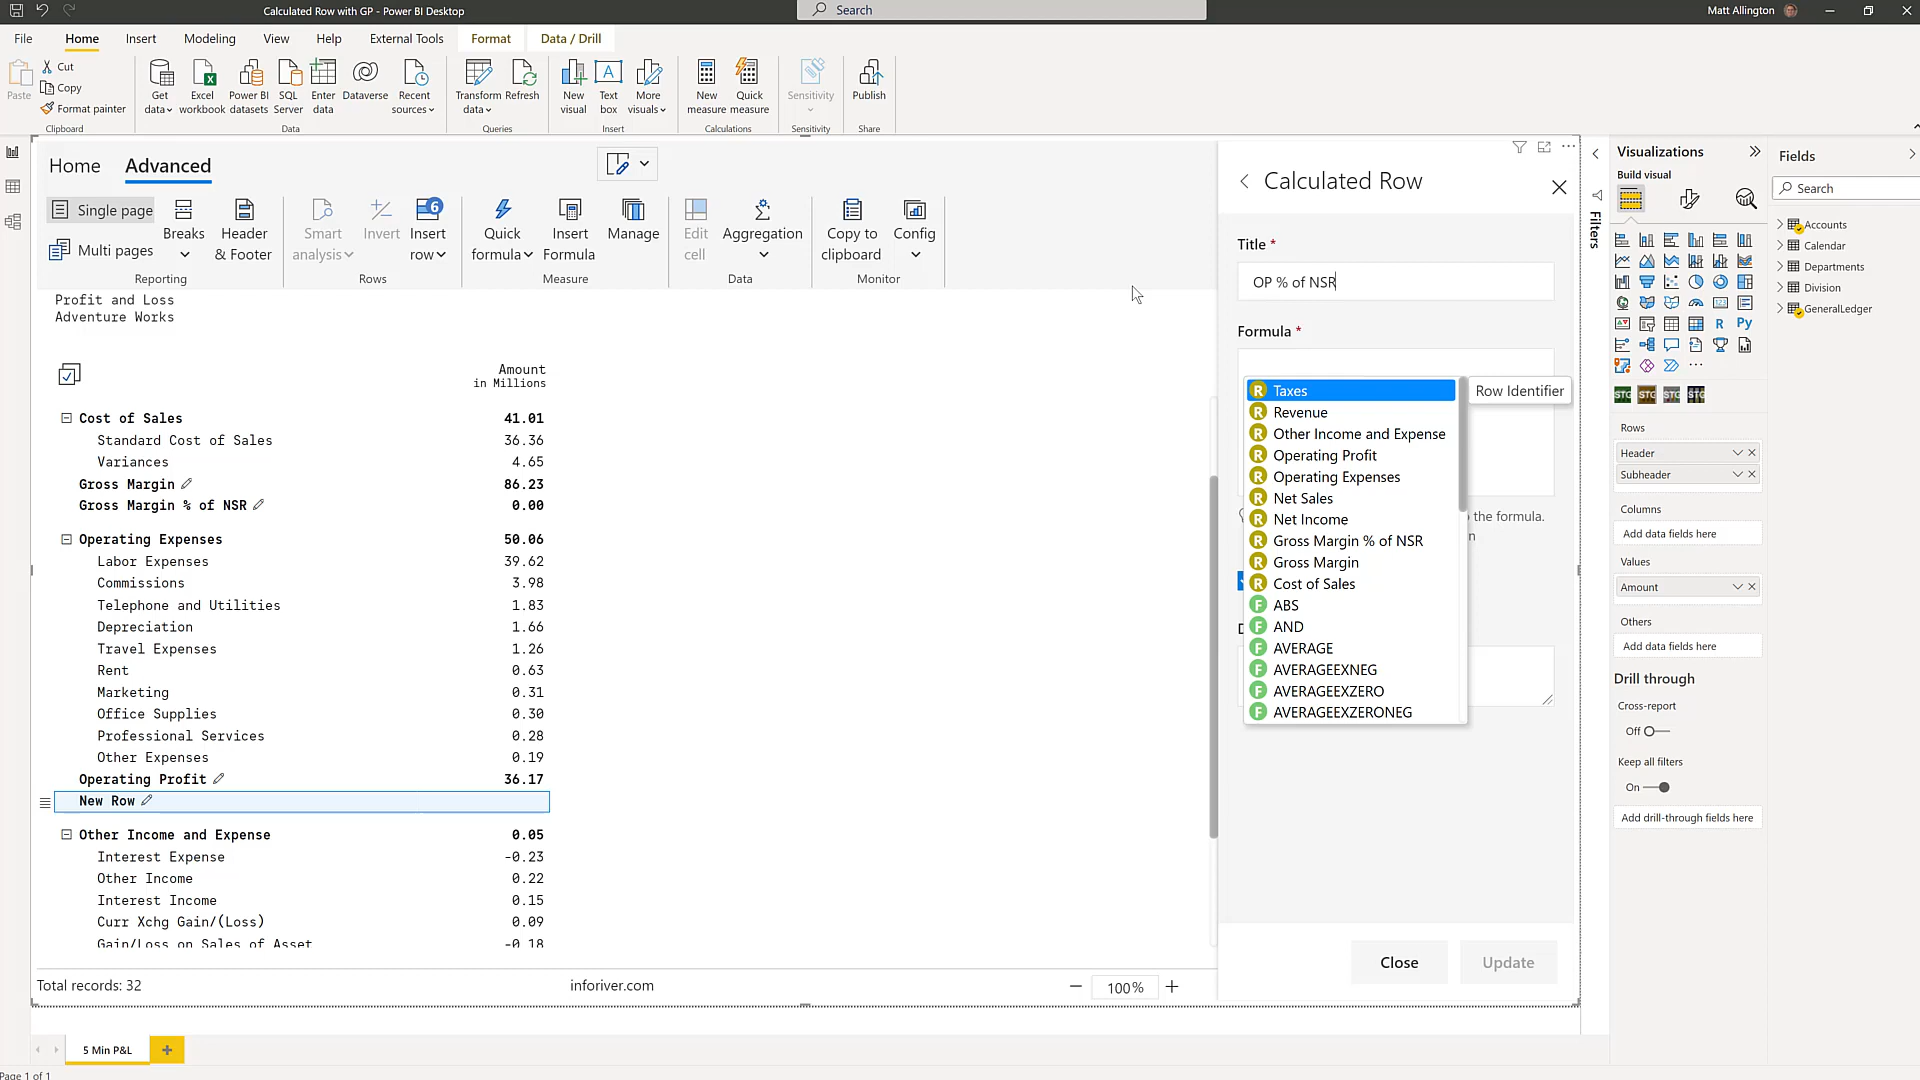 Calculated Row with GP - Power BI Desktop
Search
Matt Allington
File
Home
Insert
Modeling
View
Help
External Tools
Format
Data / Drill
Paste
Cut
Copy
Format painter
Clipboard
Get data
Excel workbook
Power BI datasets
SQL Server
Enter data
Dataverse
Recent sources
Data
Transform data
Refresh
Queries
New visual
Text box
More visuals
Insert
New measure
Quick measure
Calculations
Sensitivity
Sensitivity
Publish
Share
Home
Advanced
Single page
Multi pages
Breaks
Header & Footer
Reporting
Smart analysis
Invert
6
Insert row
Rows
Quick formula
Insert Formula
Manage
Measure
Edit cell
Aggregation
Data
Copy to clipboard
Config
Monitor
Profit and Loss
Adventure Works
Amount
in Millions
Cost of Sales 41.01
Standard Cost of Sales 36.36
Variances 4.65
Gross Margin 86.23
Gross Margin % of NSR 0.00
Operating Expenses 50.06
Labor Expenses 39.62
Commissions 3.98
Telephone and Utilities 1.83
Depreciation 1.66
Travel Expenses 1.26
Rent 0.63
Marketing 0.31
Office Supplies 0.30
Professional Services 0.28
Other Expenses 0.19
Operating Profit 36.17
New Row
Other Income and Expense 0.05
Interest Expense -0.23
Other Income 0.22
Interest Income 0.15
Curr Xchg Gain/(Loss) 0.09
Gain/Loss on Sales of Asset -0.18
Total records: 32
inforiver.com
100%
5 Min P&L
Page 1 of 1
Calculated Row
Title *
OP % of NSR
Formula *
R Taxes
Row Identifier
R Revenue
R Other Income and Expense
R Operating Profit
R Operating Expenses
R Net Sales
R Net Income
R Gross Margin % of NSR
R Gross Margin
R Cost of Sales
F ABS
F AND
F AVERAGE
F AVERAGEEXNEG
F AVERAGEEXZERO
F AVERAGEEXZERONEG
the formula.
Close
Update
Filters
Visualizations
Build visual
R
Py
Rows
Header
Subheader
Columns
Add data fields here
Values
Amount
Others
Add data fields here
Drill through
Cross-report
Off
Keep all filters
On
Add drill-through fields here
Fields
Search
Accounts
Calendar
Departments
Division
GeneralLedger